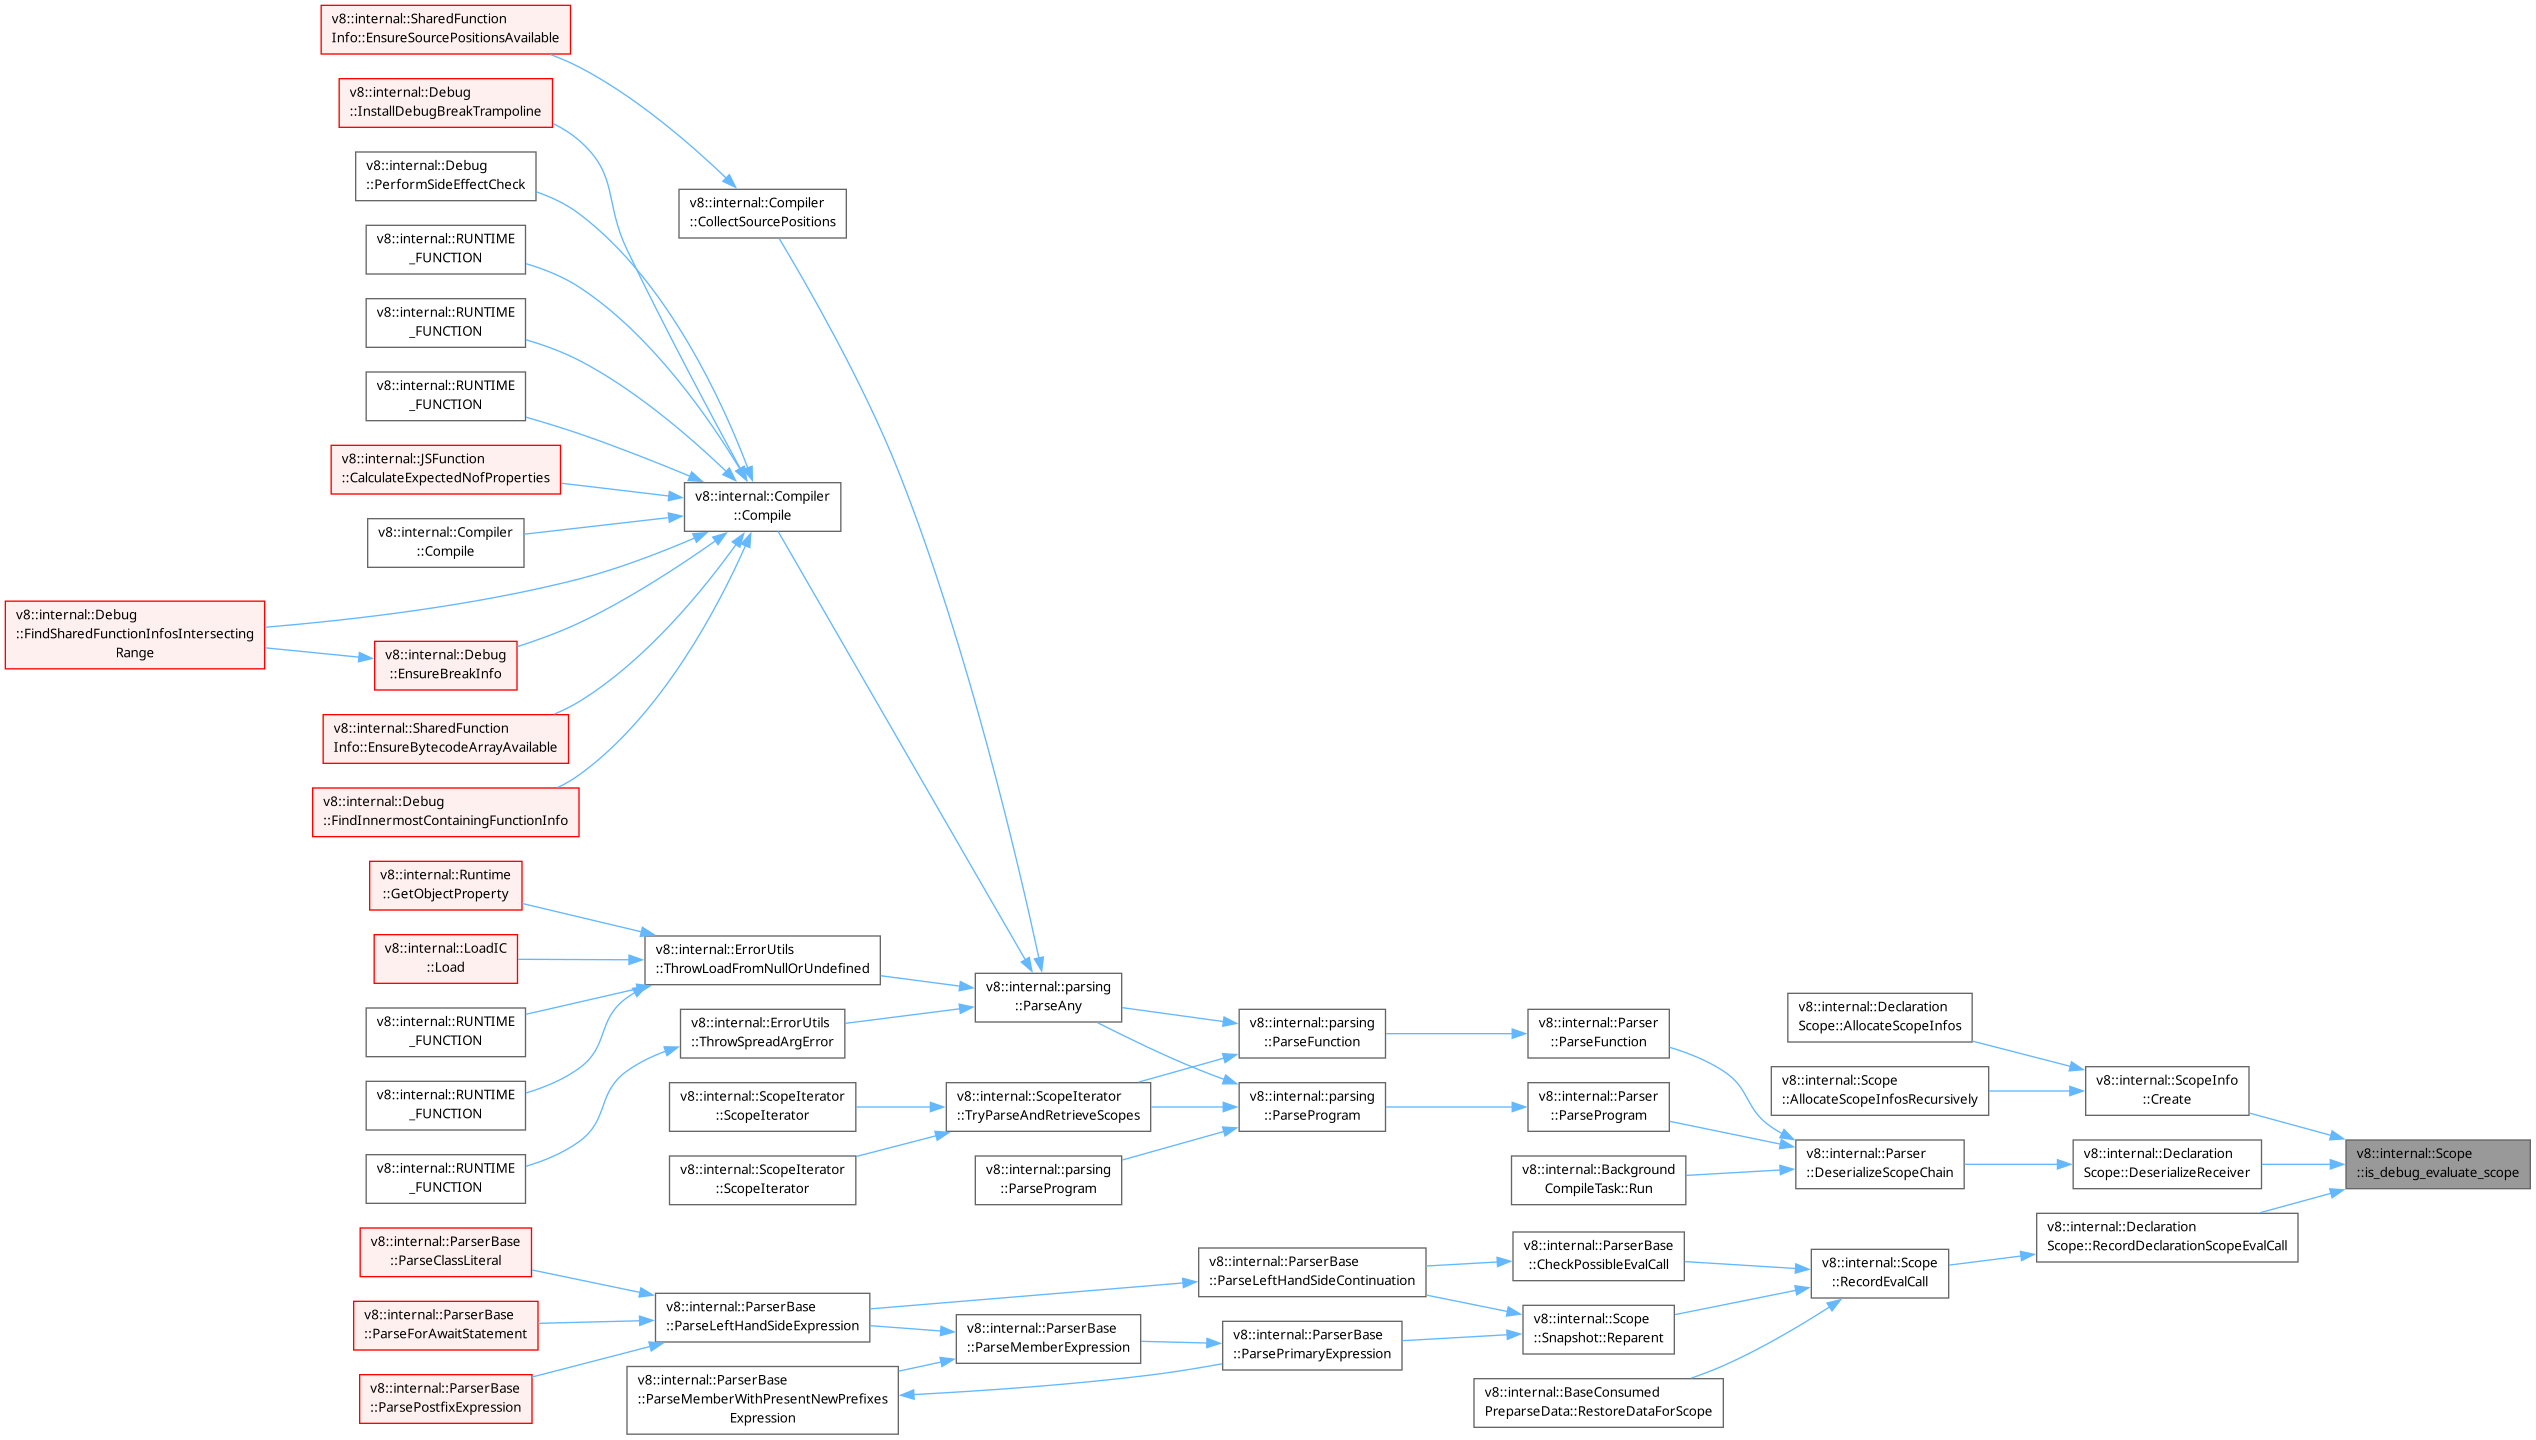 v8::internal::SharedFunction
Info::EnsureSourcePositionsAvailable
v8::internal::Debug
::InstallDebugBreakTrampoline
v8::internal::Debug
::PerformSideEffectCheck
v8::internal::RUNTIME
_FUNCTION
v8::internal::RUNTIME
_FUNCTION
v8::internal::RUNTIME
_FUNCTION
v8::internal::JSFunction
::CalculateExpectedNofProperties
v8::internal::Compiler
::Compile
v8::internal::Debug
::FindSharedFunctionInfosIntersecting
Range
v8::internal::Debug
::EnsureBreakInfo
v8::internal::SharedFunction
Info::EnsureBytecodeArrayAvailable
v8::internal::Debug
::FindInnermostContainingFunctionInfo
v8::internal::Compiler
::CollectSourcePositions
v8::internal::Compiler
::Compile
v8::internal::Runtime
::GetObjectProperty
v8::internal::LoadIC
::Load
v8::internal::RUNTIME
_FUNCTION
v8::internal::RUNTIME
_FUNCTION
v8::internal::RUNTIME
_FUNCTION
v8::internal::ErrorUtils
::ThrowLoadFromNullOrUndefined
v8::internal::ErrorUtils
::ThrowSpreadArgError
v8::internal::ScopeIterator
::ScopeIterator
v8::internal::ScopeIterator
::ScopeIterator
v8::internal::parsing
::ParseAny
v8::internal::ScopeIterator
::TryParseAndRetrieveScopes
v8::internal::parsing
::ParseProgram
v8::internal::parsing
::ParseFunction
v8::internal::parsing
::ParseProgram
v8::internal::Parser
::ParseFunction
v8::internal::Parser
::ParseProgram
v8::internal::Background
CompileTask::Run
v8::internal::Declaration
Scope::AllocateScopeInfos
v8::internal::Scope
::AllocateScopeInfosRecursively
v8::internal::Parser
::DeserializeScopeChain
v8::internal::ScopeInfo
::Create
v8::internal::Declaration
Scope::DeserializeReceiver
v8::internal::Declaration
Scope::RecordDeclarationScopeEvalCall
v8::internal::Scope
::is_debug_evaluate_scope
v8::internal::ParserBase
::ParseClassLiteral
v8::internal::ParserBase
::ParseForAwaitStatement
v8::internal::ParserBase
::ParsePostfixExpression
v8::internal::ParserBase
::ParseLeftHandSideExpression
v8::internal::ParserBase
::ParseMemberWithPresentNewPrefixes
Expression
v8::internal::ParserBase
::ParseMemberExpression
v8::internal::ParserBase
::ParseLeftHandSideContinuation
v8::internal::ParserBase
::ParsePrimaryExpression
v8::internal::ParserBase
::CheckPossibleEvalCall
v8::internal::Scope
::Snapshot::Reparent
v8::internal::BaseConsumed
PreparseData::RestoreDataForScope
v8::internal::Scope
::RecordEvalCall